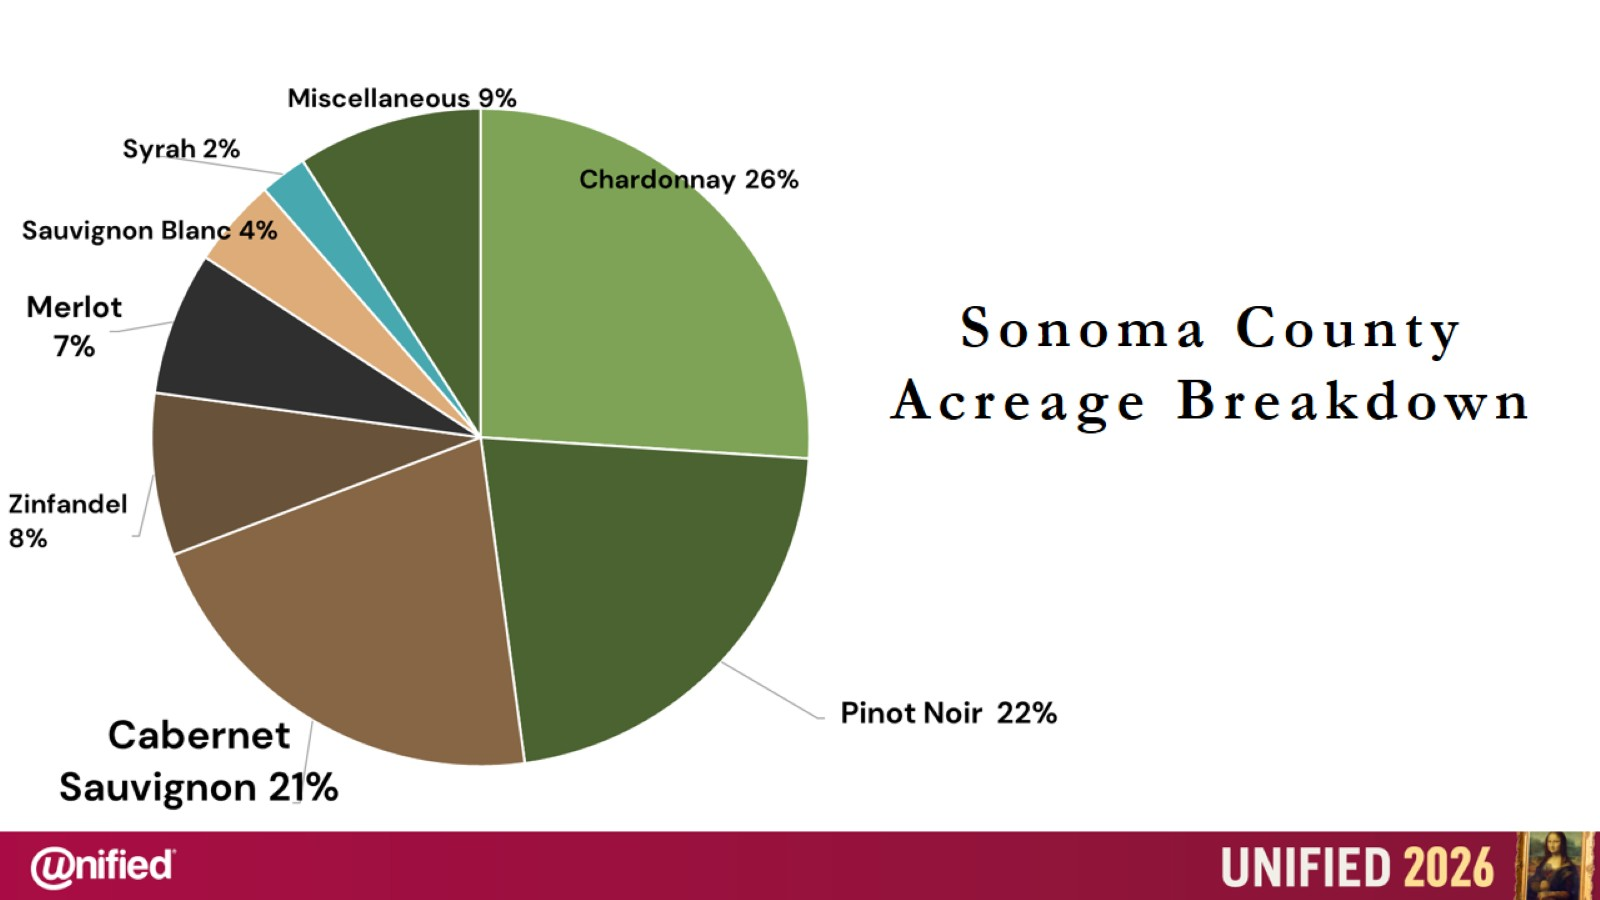 Miscellaneous 9%
Syrah 2%
Chardonnay 26%
Sauvignon Blanc 4%
Merlot
7%
Sonoma County
Acreage Breakdown
Zinfandel
8%
Pinot Noir 22%
Cabernet
Sauvignon 21%
unified
UNIFIED 2026